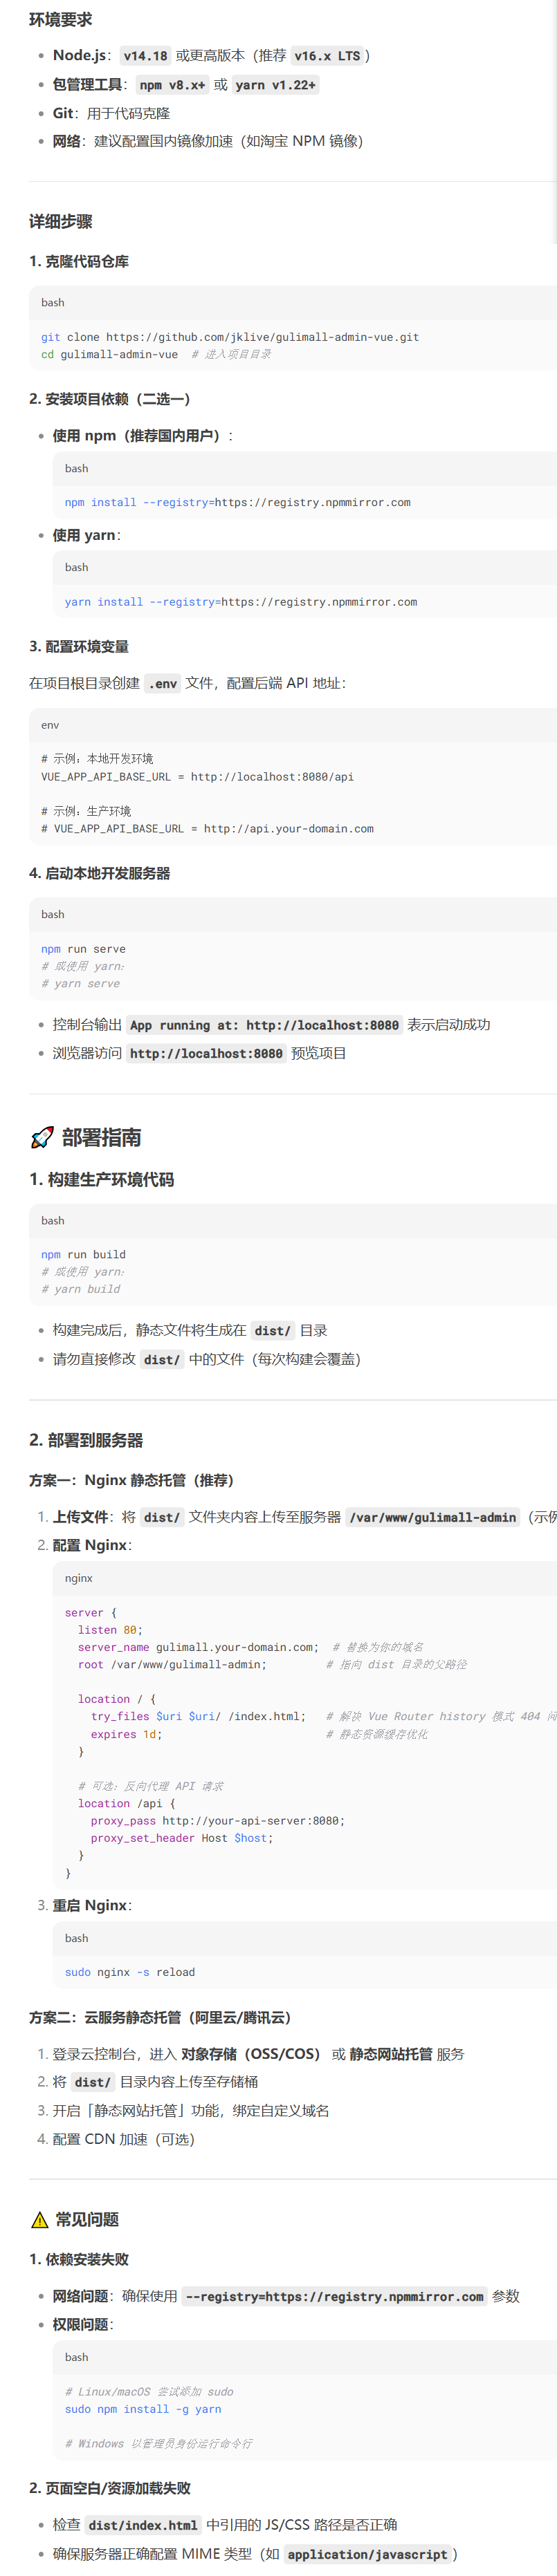 环境要求
Node.js：v14.18 或更高版本（推荐 v16.x LTS）
包管理工具：npm v8.x+ 或 yarn v1.22+
Git：用于代码克隆
网络：建议配置国内镜像加速（如淘宝 NPM 镜像）
详细步骤
1. 克隆代码仓库
bash
git clone https://github.com/jklive/gulimall-admin-vue.git
cd gulimall-admin-vue  # 进入项目目录
2. 安装项目依赖（二选一）
使用 npm（推荐国内用户）：
bash
npm install --registry=https://registry.npmmirror.com
使用 yarn：
bash
yarn install --registry=https://registry.npmmirror.com
3. 配置环境变量
在项目根目录创建 .env 文件，配置后端 API 地址：
env
# 示例：本地开发环境
VUE_APP_API_BASE_URL = http://localhost:8080/api
# 示例：生产环境
# VUE_APP_API_BASE_URL = http://api.your-domain.com
4. 启动本地开发服务器
bash
npm run serve
# 或使用 yarn：
# yarn serve
控制台输出 App running at: http://localhost:8080 表示启动成功
浏览器访问 http://localhost:8080 预览项目
🚀 部署指南
1. 构建生产环境代码
bash
npm run build
# 或使用 yarn：
# yarn build
构建完成后，静态文件将生成在 dist/ 目录
请勿直接修改 dist/ 中的文件（每次构建会覆盖）
2. 部署到服务器
方案一：Nginx 静态托管（推荐）
1. 上传文件：将 dist/ 文件夹内容上传至服务器 /var/www/gulimall-admin（示例
2. 配置 Nginx：
nginx
server {
  listen 80;
  server_name gulimall.your-domain.com;  # 替换为你的域名
  root /var/www/gulimall-admin;         # 指向 dist 目录的父路径
  location / {
    try_files $uri $uri/ /index.html;   # 解决 Vue Router history 模式 404 问
    expires 1d;                         # 静态资源缓存优化
  }
  # 可选：反向代理 API 请求
  location /api {
    proxy_pass http://your-api-server:8080;
    proxy_set_header Host $host;
  }
}
3. 重启 Nginx：
bash
sudo nginx -s reload
方案二：云服务静态托管（阿里云/腾讯云）
1. 登录云控制台，进入 对象存储（OSS/COS） 或 静态网站托管 服务
2. 将 dist/ 目录内容上传至存储桶
3. 开启「静态网站托管」功能，绑定自定义域名
4. 配置 CDN 加速（可选）
⚠️ 常见问题
1. 依赖安装失败
网络问题：确保使用 --registry=https://registry.npmmirror.com 参数
权限问题：
bash
# Linux/macOS 尝试添加 sudo
sudo npm install -g yarn
# Windows 以管理员身份运行命令行
2. 页面空白/资源加载失败
检查 dist/index.html 中引用的 JS/CSS 路径是否正确
确保服务器正确配置 MIME 类型（如 application/javascript）